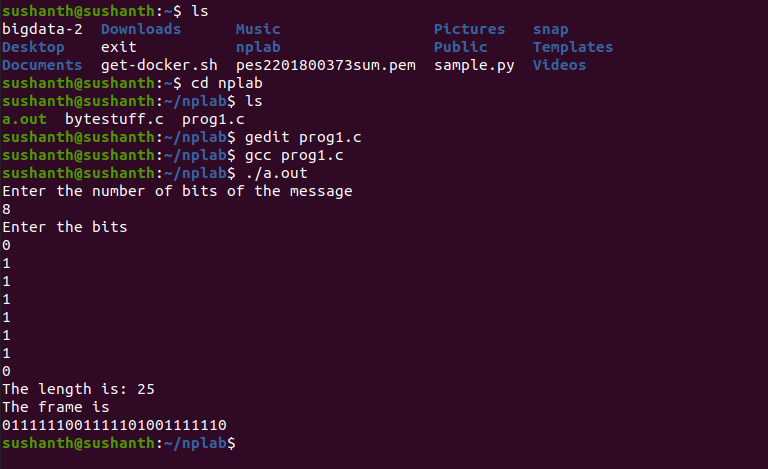 sushanth@sushanth:~$ ls
bigdata-2 Downloads Music Pictures snap
Desktop exit nplab Public Templates
Documents get-docker.sh pes2201800373sum.pem sample.py Videos
sushanth@sushanth:~$ cd nplab
sushanth@sushanth:~/nplab$ ls
a.out bytestuff.c prog1.c
sushanth@sushanth:~/nplab$ gedit prog1.c
sushanth@sushanth:~/nplab$ gcc prog1.c
sushanth@sushanth:~/nplab$ ./a.out
Enter the number of bits of the message
8
Enter the bits
0
1
1
1
1
1
1
0
The length is: 25
The frame is
0111111001111101001111110
sushanth@sushanth:~/nplab$